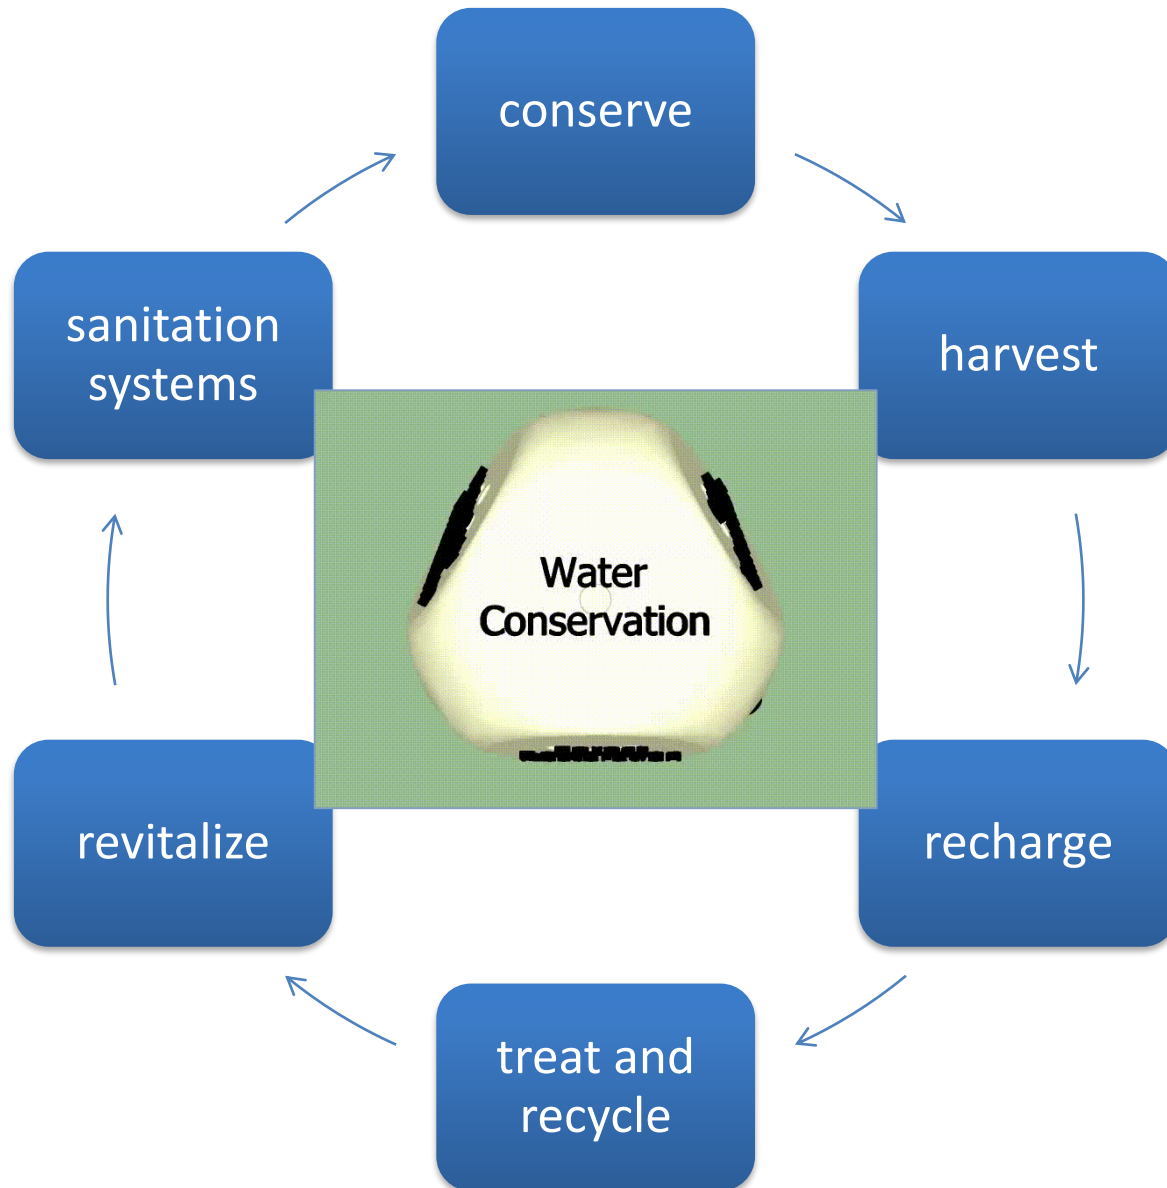 conserve
sanitation
systems
harvest
Water
Conservation
revitalize
recharge
treat and
recycle